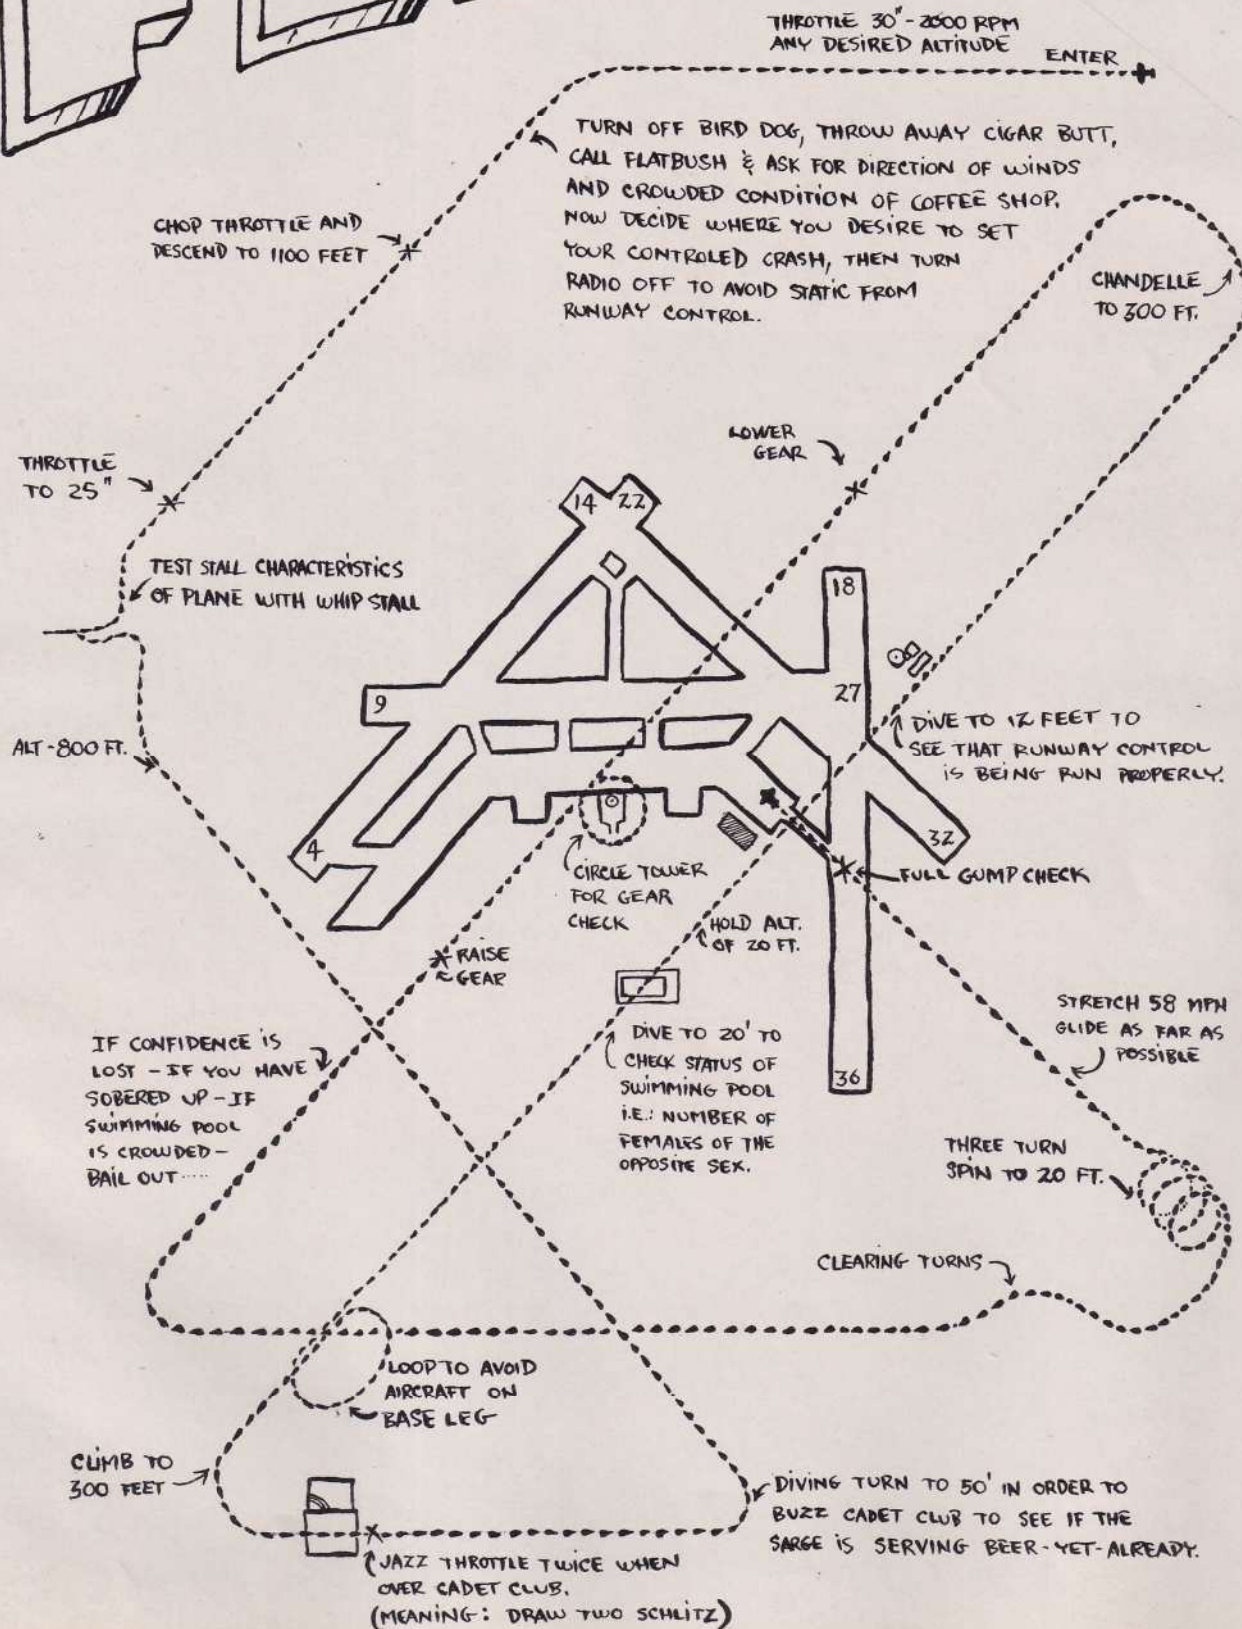 THROTTLE 30"-2000 RPM
ANY DESIRED ALTITUDE
ENTER
TURN OFF BIRD DOG, THROW AWAY CIGAR BUTT,
CALL FLATBUSH & ASK FOR DIRECTION OF WINDS
AND CROWDED CONDITION OF COFFEE SHOP.
NOW DECIDE WHERE YOU DESIRE TO SET
YOUR CONTROLED CRASH, THEN TURN
RADIO OFF TO AVOID STATIC FROM
RUNWAY CONTROL.
CHOP THROTTLE AND
DESCEND TO 1100 FEET
CHANDELLE
TO 300 FT.
LOWER
GEAR
THROTTLE
TO 25"
TEST STALL CHARACTERISTICS
OF PLANE WITH WHIP STALL
14 22
18
9
27
ALT-800 FT.
DIVE TO 12 FEET TO
SEE THAT RUNWAY CONTROL
IS BEING RUN PROPERLY.
4
32
CIRCLE TOWER
FOR GEAR
CHECK
FULL GUMP CHECK
HOLD ALT.
OF 20 FT.
RAISE
GEAR
STRETCH 58 MPH
GLIDE AS FAR AS
POSSIBLE
IF CONFIDENCE IS
LOST - IF YOU HAVE
SOBERED UP - IF
SWIMMING POOL
IS CROWDED -
BAIL OUT.....
DIVE TO 20' TO
CHECK STATUS OF
SWIMMING POOL
I.E.: NUMBER OF
FEMALES OF THE
OPPOSITE SEX.
36
THREE TURN
SPIN TO 20 FT.
CLEARING TURNS
LOOP TO AVOID
AIRCRAFT ON
BASE LEG
CLIMB TO
300 FEET
DIVING TURN TO 50' IN ORDER TO
BUZZ CADET CLUB TO SEE IF THE
SARGE IS SERVING BEER-YET-ALREADY.
JAZZ THROTTLE TWICE WHEN
OVER CADET CLUB.
(MEANING: DRAW TWO SCHLITZ)